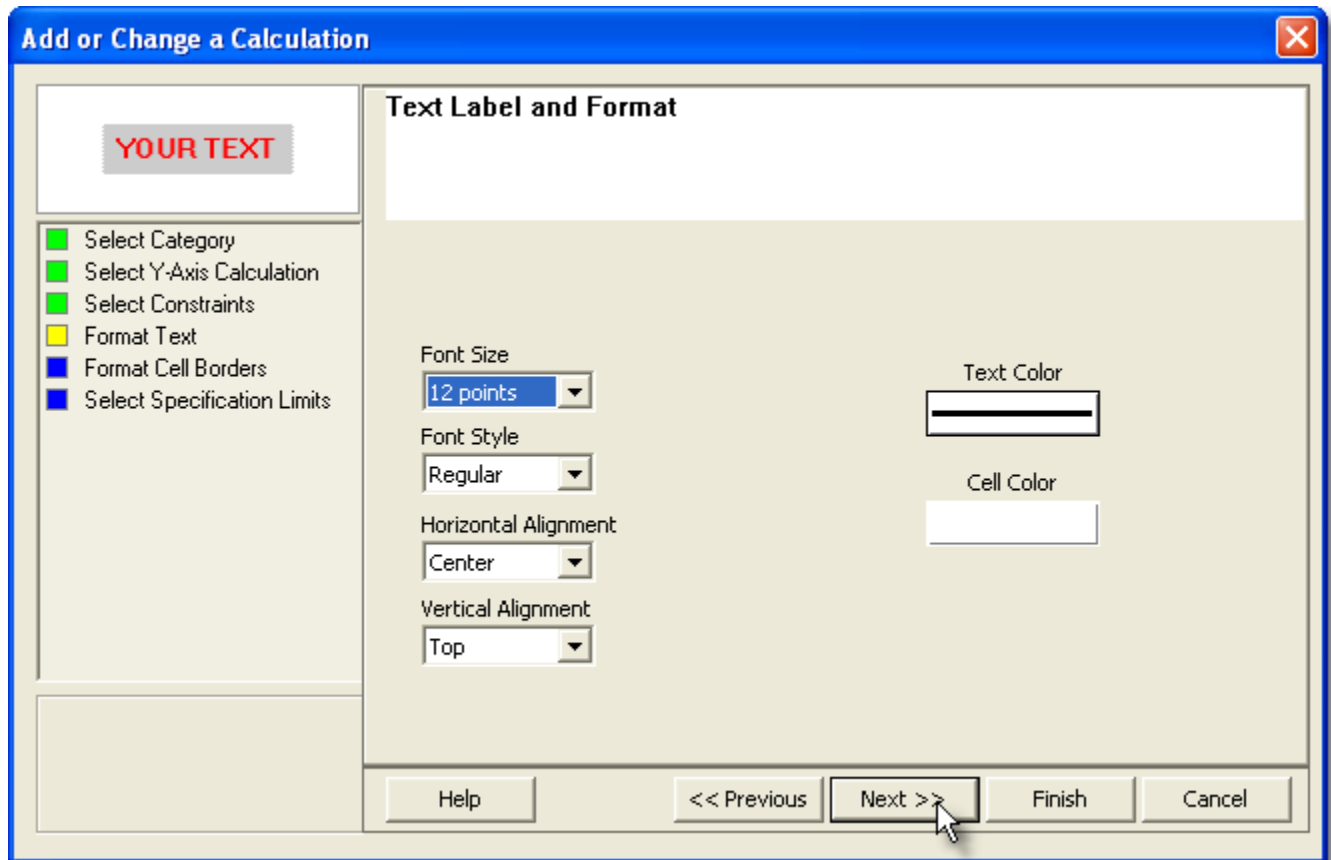 Add or Change a Calculation
YOUR TEXT
Text Label and Format
Select Category
Select Y-Axis Calculation
Select Constraints
Format Text
Format Cell Borders
Select Specification Limits
Font Size
12 points
Font Style
Regular
Horizontal Alignment
Center
Vertical Alignment
Top
Text Color
Cell Color
Help
<< Previous
Next >>
Finish
Cancel